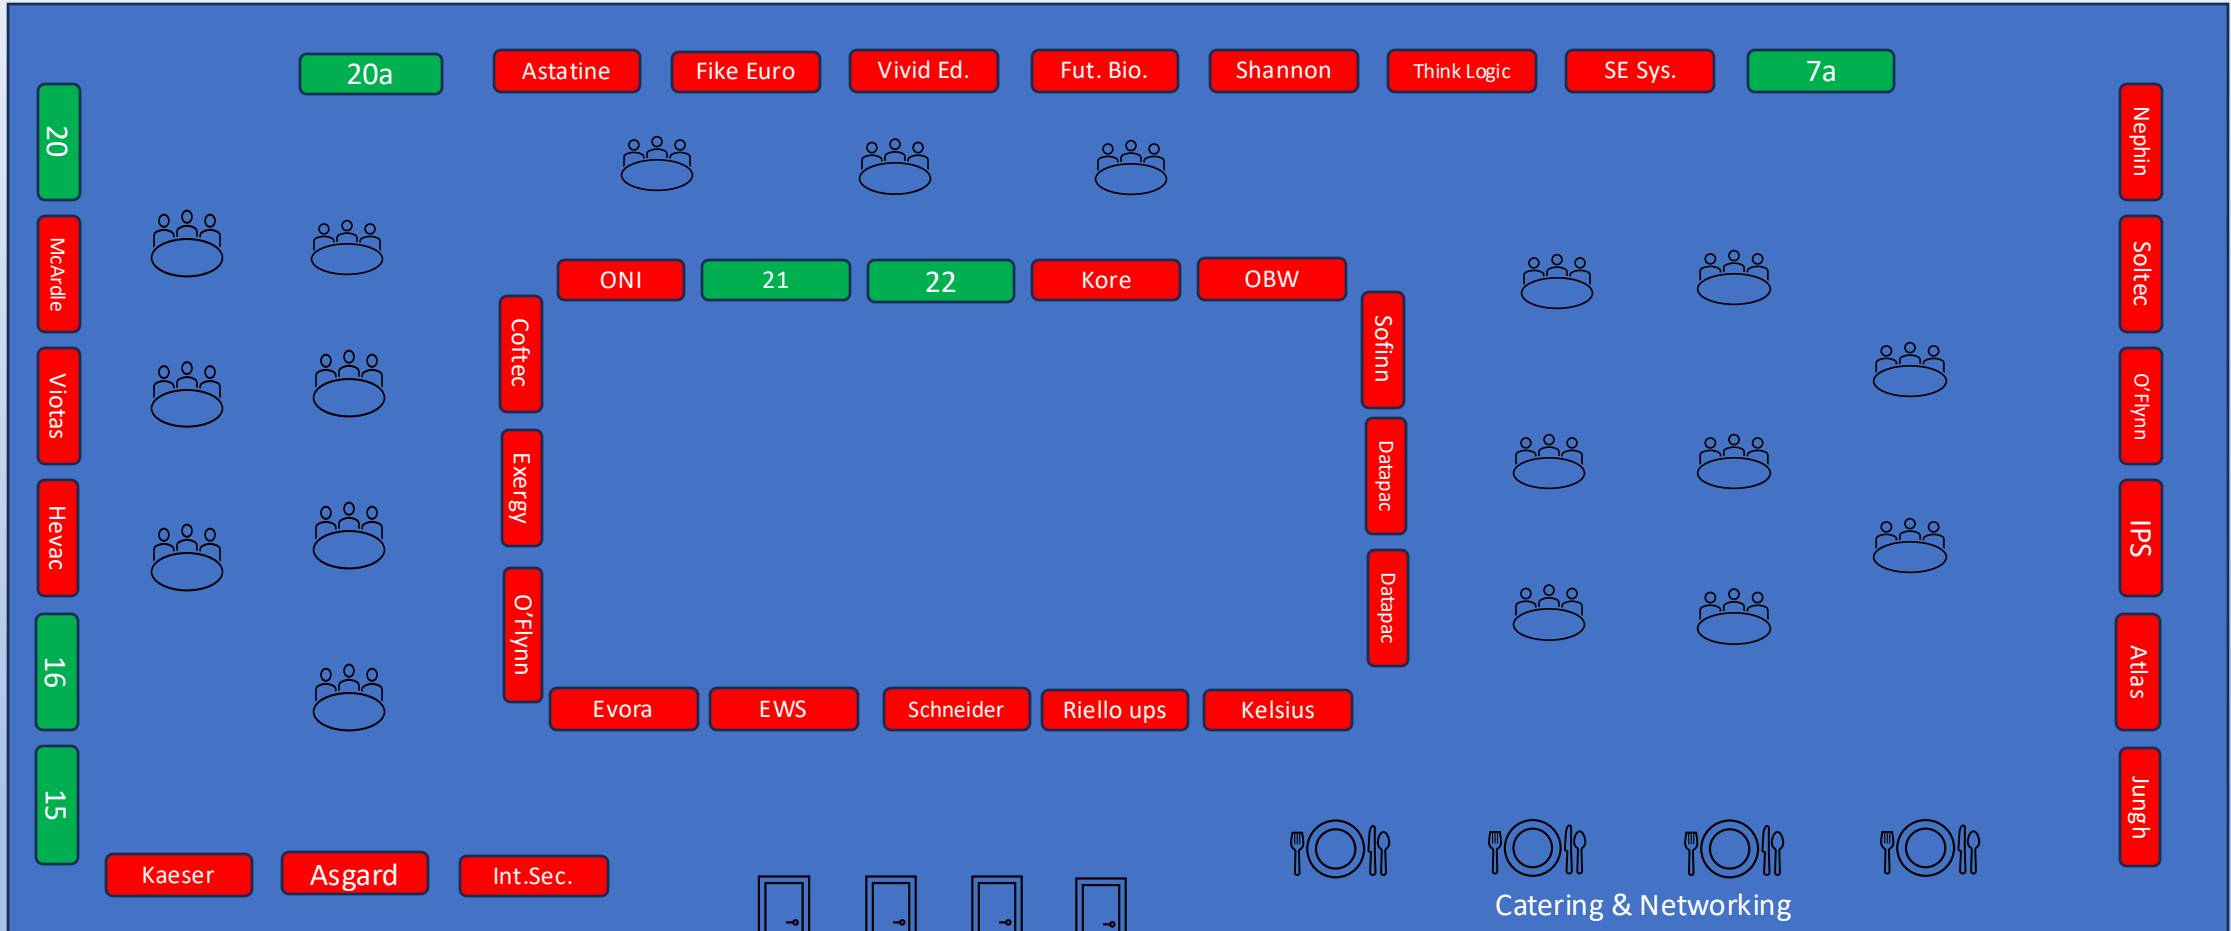 20a
Astatine
Fike Euro
Vivid Ed.
Fut. Bio.
Shannon
Think Logic
SE Sys.
7a
20
McArdle
Viotas
Hevac
16
15
Nephin
Soltec
O'Flynn
IPS
Atlas
Jungh
ONI
21
22
Kore
OBW
Coftec
Exergy
O'Flynn
Sofinn
Datapac
Datapac
Evora
EWS
Schneider
Riello ups
Kelsius
Kaeser
Asgard
Int.Sec.
Catering & Networking